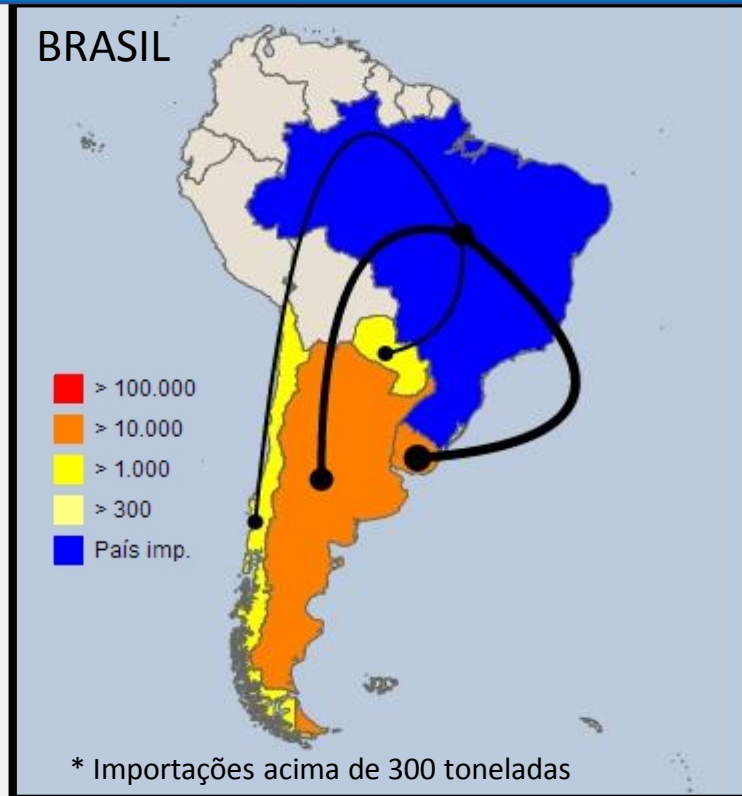 BRASIL
> 100.000
> 10.000
> 1.000
> 300
País imp.
* Importações acima de 300 toneladas